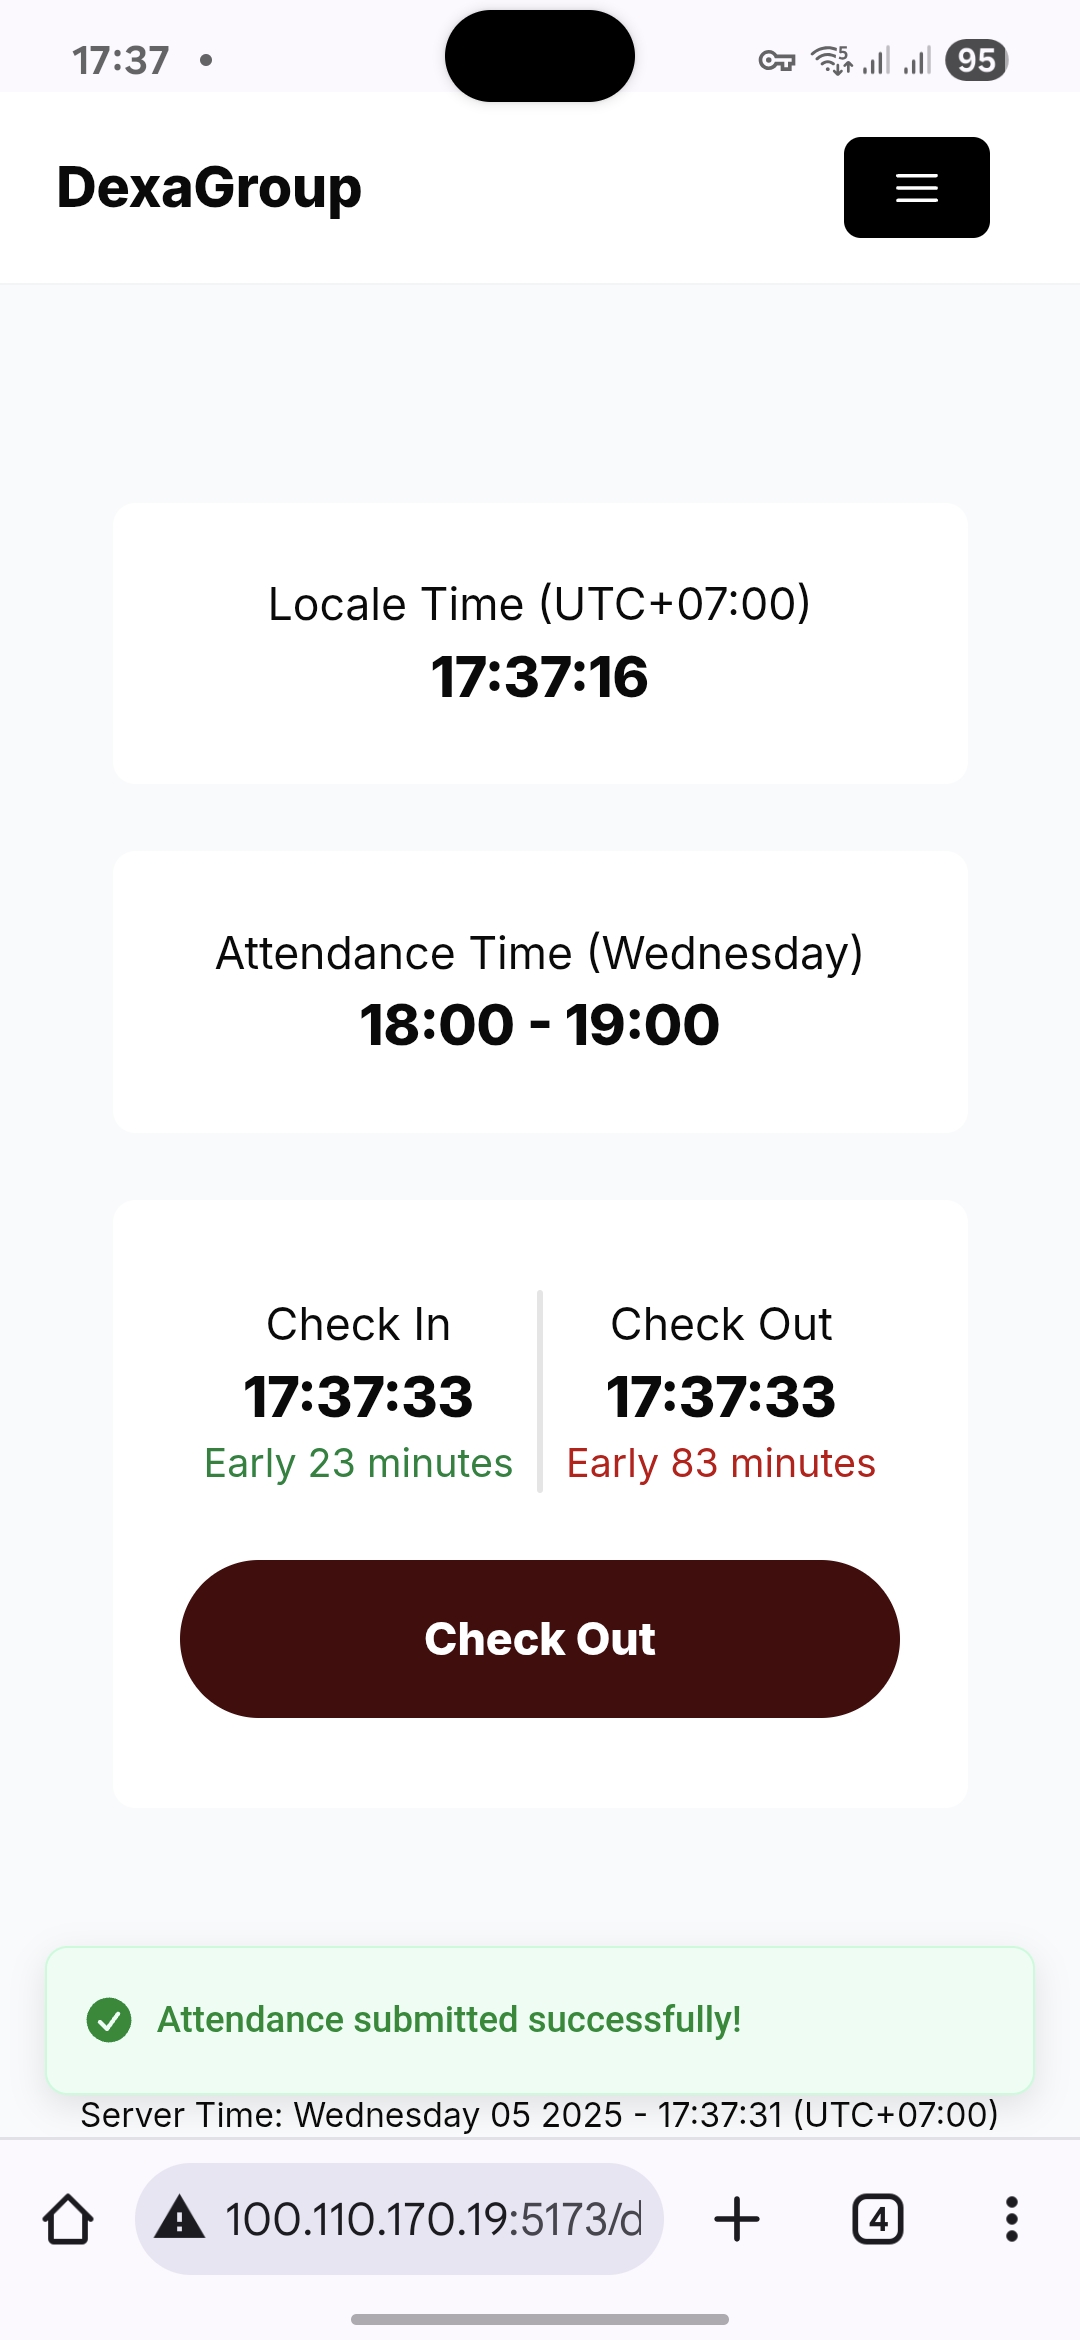 17:37
5
95
DexaGroup
Locale Time (UTC+07:00)
17:37:16
Attendance Time (Wednesday)
18:00 - 19:00
Check In
17:37:33
Early 23 minutes
Check Out
17:37:33
Early 83 minutes
Check Out
Attendance submitted successfully!
Server Time: Wednesday 05 2025 - 17:37:31 (UTC+07:00)
100.110.170.19:5173/d
4